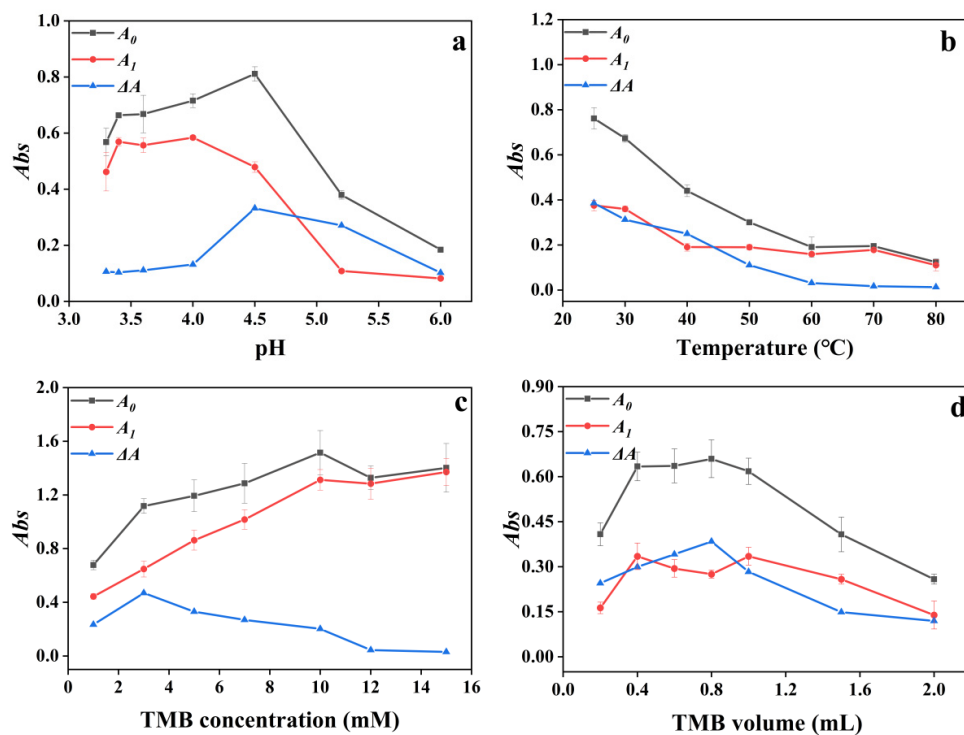 A0
A1
ΔA
a
1.0
0.8
0.6
0.4
0.2
0.0
Abs
3.0 3.5 4.0 4.5 5.0 5.5 6.0
pH
A0
A1
ΔA
b
1.2
1.0
0.8
0.6
0.4
0.2
0.0
Abs
20 30 40 50 60 70 80
Temperature (°C)
A0
A1
ΔA
c
2.0
1.6
1.2
0.8
0.4
0.0
Abs
0 2 4 6 8 10 12 14 16
TMB concentration (mM)
A0
A1
ΔA
d
0.90
0.75
0.60
0.45
0.30
0.15
0.00
Abs
0.0 0.4 0.8 1.2 1.6 2.0
TMB volume (mL)